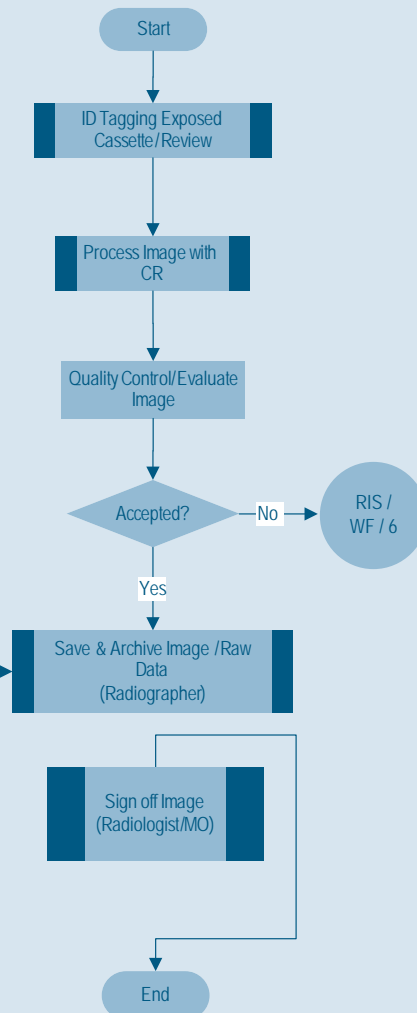 Start
ID Tagging Exposed
Cassette/Review
Process Image with
CR
Quality Control/Evaluate
Image
Accepted?
No
RIS /
WF / 6
Yes
Save & Archive Image /Raw
Data
(Radiographer)
Sign off Image
(Radiologist/MO)
End